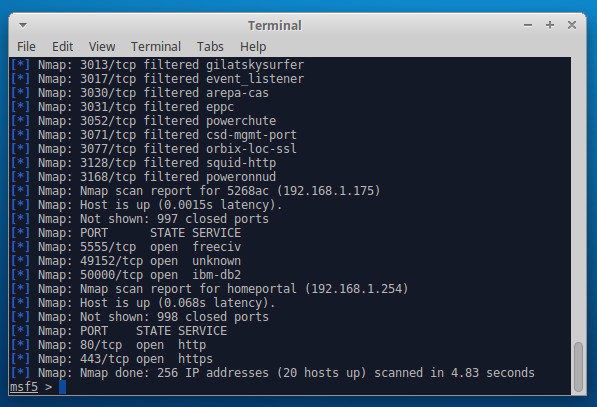 Terminal
File Edit View Terminal Tabs Help
[*] Nmap: 3013/tcp filtered gilatskysurfer
[*] Nmap: 3017/tcp filtered event_listener
[*] Nmap: 3030/tcp filtered arepa-cas
[*] Nmap: 3031/tcp filtered eppc
[*] Nmap: 3052/tcp filtered powerchute
[*] Nmap: 3071/tcp filtered csd-mgmt-port
[*] Nmap: 3077/tcp filtered orbix-loc-ssl
[*] Nmap: 3128/tcp filtered squid-http
[*] Nmap: 3168/tcp filtered poweronnud
[*] Nmap: Nmap scan report for 5268ac (192.168.1.175)
[*] Nmap: Host is up (0.0015s latency).
[*] Nmap: Not shown: 997 closed ports
[*] Nmap: PORT      STATE SERVICE
[*] Nmap: 5555/tcp  open  freeciv
[*] Nmap: 49152/tcp open  unknown
[*] Nmap: 50000/tcp open  ibm-db2
[*] Nmap: Nmap scan report for homeportal (192.168.1.254)
[*] Nmap: Host is up (0.068s latency).
[*] Nmap: Not shown: 998 closed ports
[*] Nmap: PORT    STATE SERVICE
[*] Nmap: 80/tcp  open  http
[*] Nmap: 443/tcp open  https
[*] Nmap: Nmap done: 256 IP addresses (20 hosts up) scanned in 4.83 seconds
msf5 >